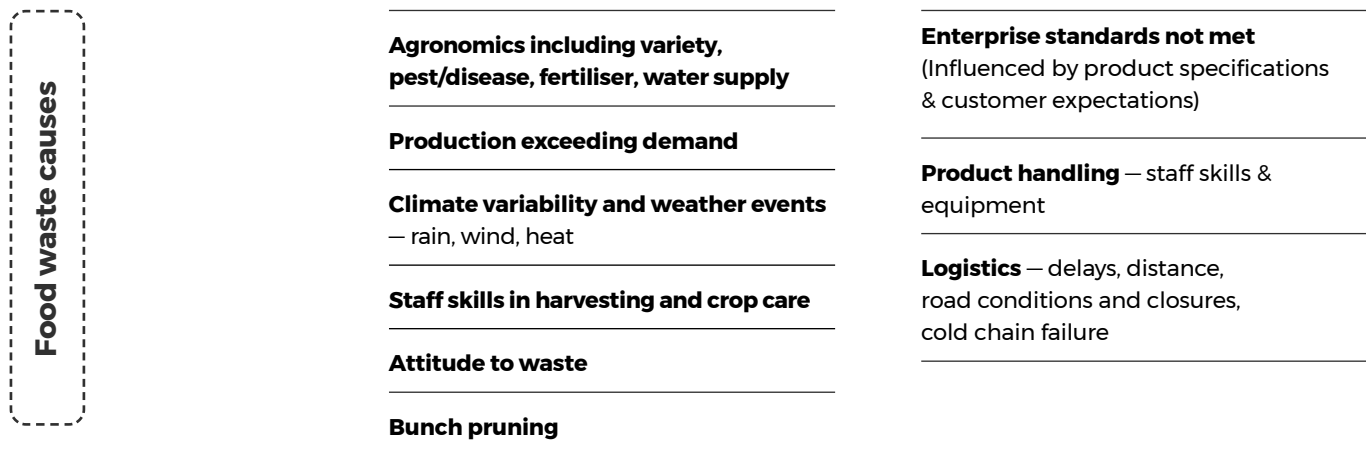 Food waste causes
Agronomics including variety,
pest/disease, fertiliser, water supply
Production exceeding demand
Climate variability and weather events
— rain, wind, heat
Staff skills in harvesting and crop care
Attitude to waste
Bunch pruning
Enterprise standards not met
(Influenced by product specifications
& customer expectations)
Product handling — staff skills &
equipment
Logistics — delays, distance,
road conditions and closures,
cold chain failure